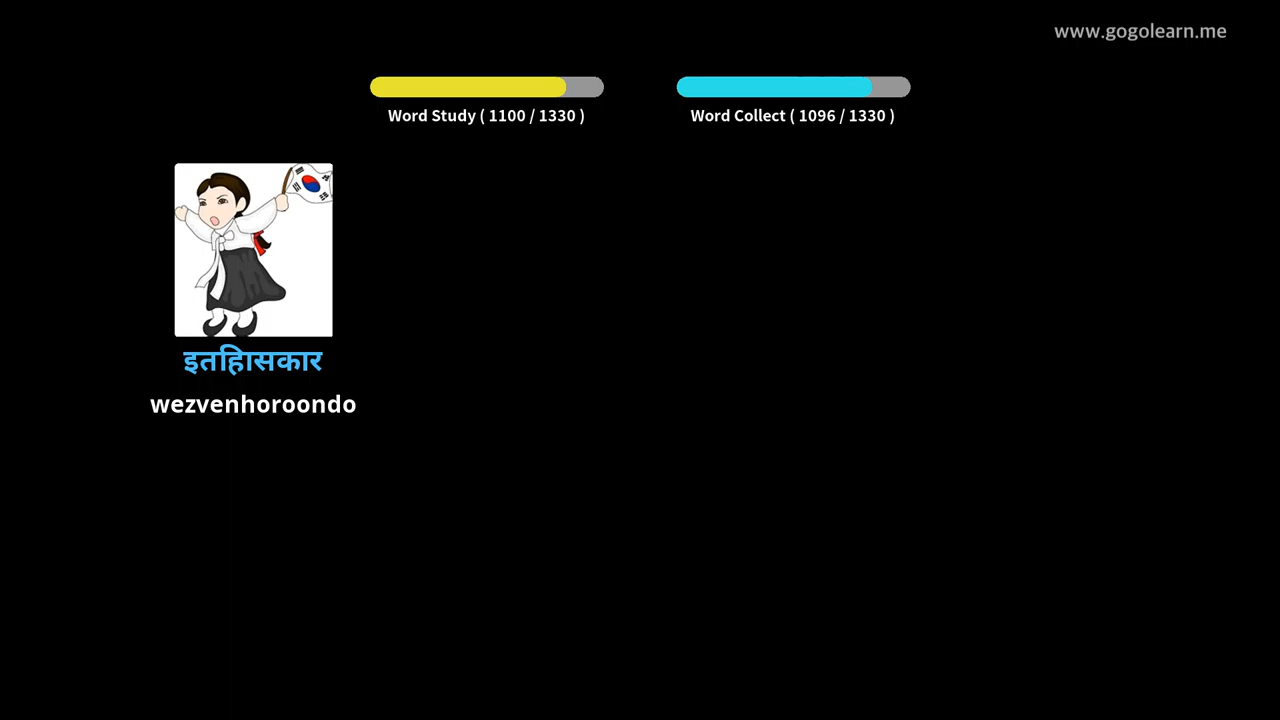 www.gogolearn.me
Word Study ( 1100 / 1330 )
Word Collect ( 1096 / 1330 )
इतिहासकार
wezvenhoroondo